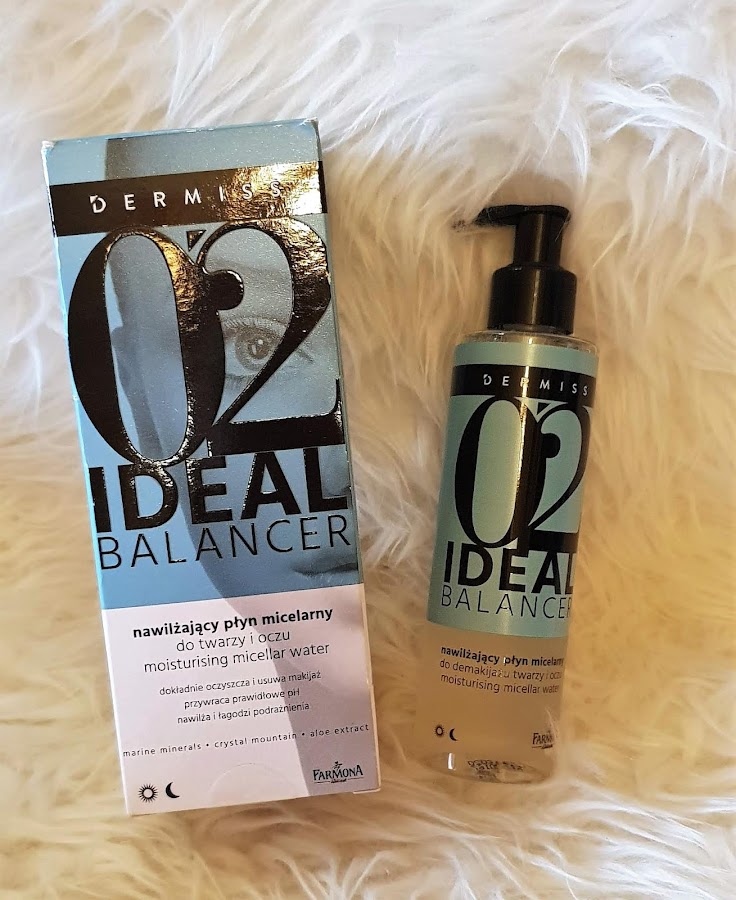 DERMISS
02
IDEAL
BALANCER
nawilżający płyn micelarny
do twarzy i oczu
moisturising micellar water
dokładnie oczyszcza i usuwa makijaż
przywraca prawidłowe pH
nawilża i łagodzi podrażnienia
marine minerals • crystal mountain • aloe extract
FARMONA
DERMISS
02
IDEAL
BALANCER
nawilżający płyn micelarny
do demakijażu twarzy i oczu
moisturising micellar water